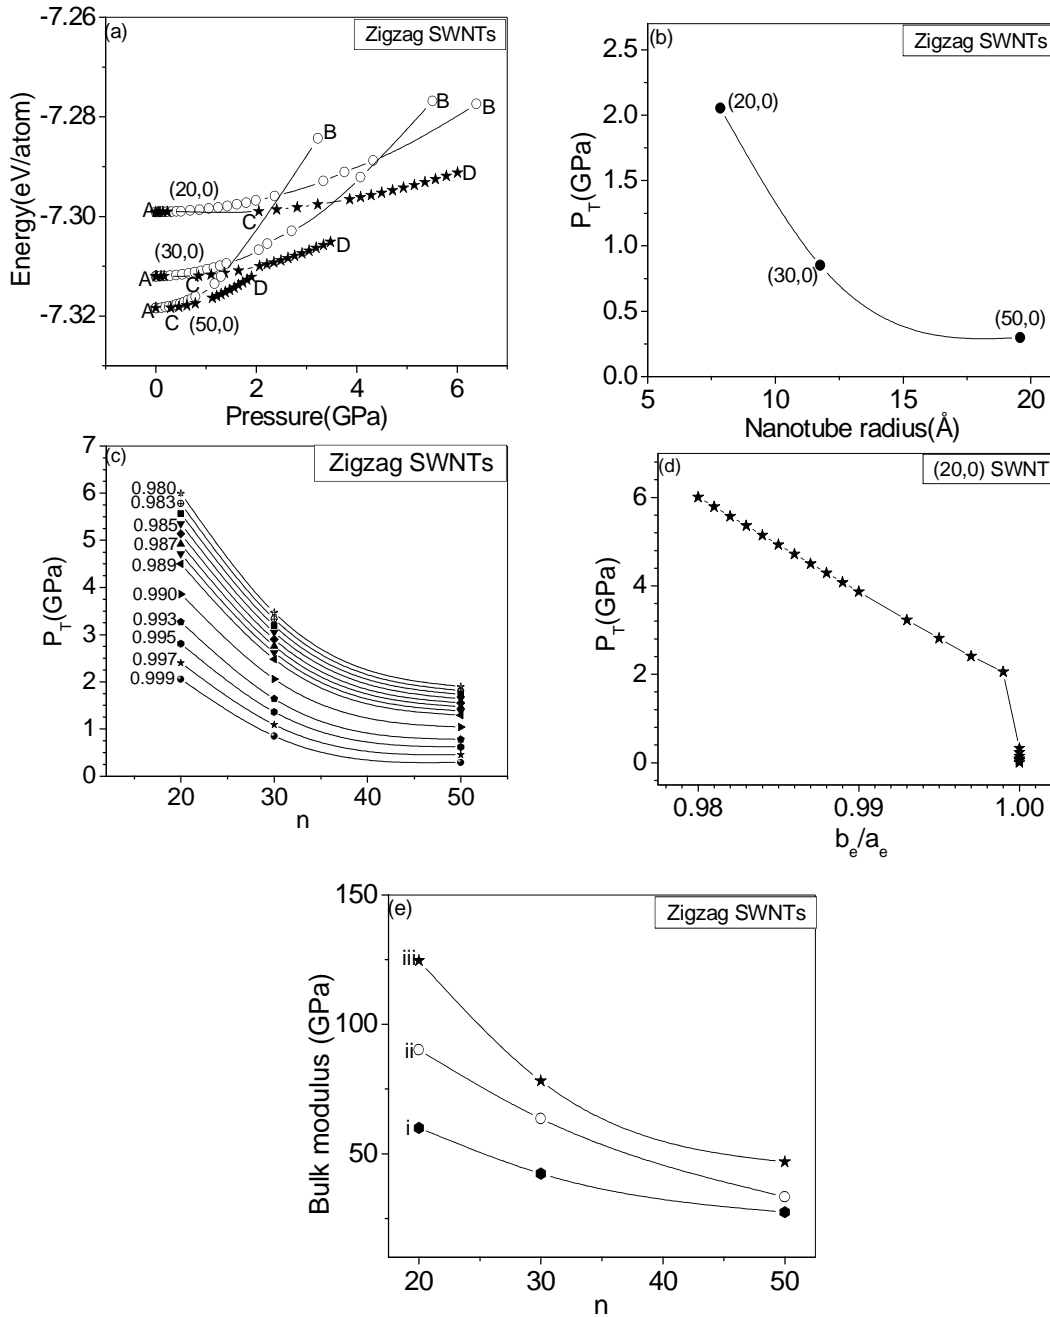 (a)
Zigzag SWNTs
Energy(eV/atom)
-7.26
-7.28
-7.30
-7.32
B
B
B
A
(20,0)
C
D
A
(30,0)
C
D
A
C
(50,0)
D
0
2
4
6
Pressure(GPa)
(b)
Zigzag SWNTs
P_T(GPa)
2.5
2.0
1.5
1.0
0.5
0.0
(20,0)
(30,0)
(50,0)
5
10
15
20
Nanotube radius(Å)
(c)
Zigzag SWNTs
P_T(GPa)
7
6
5
4
3
2
1
0
0.980
0.983
0.985
0.987
0.989
0.990
0.993
0.995
0.997
0.999
20
30
40
50
n
(d)
(20,0) SWNT
P_T(GPa)
6
4
2
0
0.98
0.99
1.00
b_e/a_e
(e)
Zigzag SWNTs
Bulk modulus (GPa)
150
100
50
iii
ii
i
20
30
40
50
n